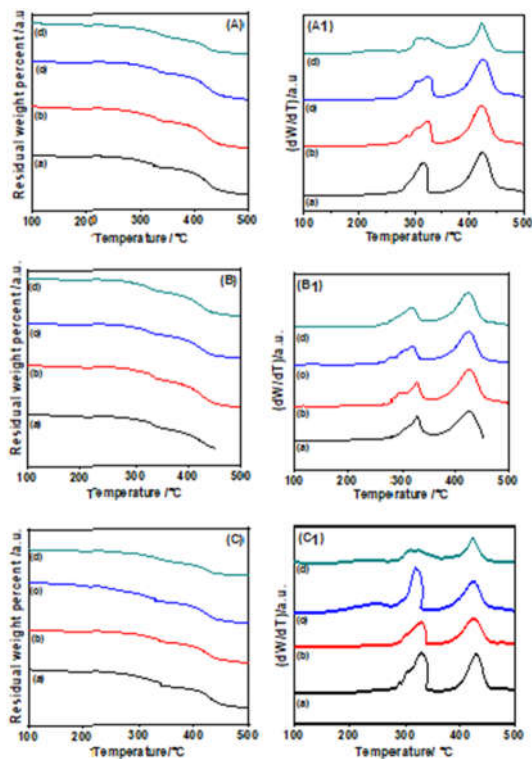 (A)
(d)
(c)
(b)
(a)
Residual weight percent /a.u
100 200 300 400 500
Temperature /°C
(A1)
(d)
(c)
(b)
(a)
(dW/dT)/a.u
100 200 300 400 500
Temperature /°C
(B)
(d)
(c)
(b)
(a)
Residual weight percent /a.u.
100 200 300 400 500
Temperature /°C
(B1)
(d)
(c)
(b)
(a)
(dW/dT)/a.u.
100 200 300 400 500
Temperature /°C
(C)
(d)
(c)
(b)
(a)
Residual weight percent /a.u.
100 200 300 400 500
Temperature/°C
(C1)
(d)
(c)
(b)
(a)
(dW/dT)/a.u.
100 200 300 400 500
Temperature/ °C